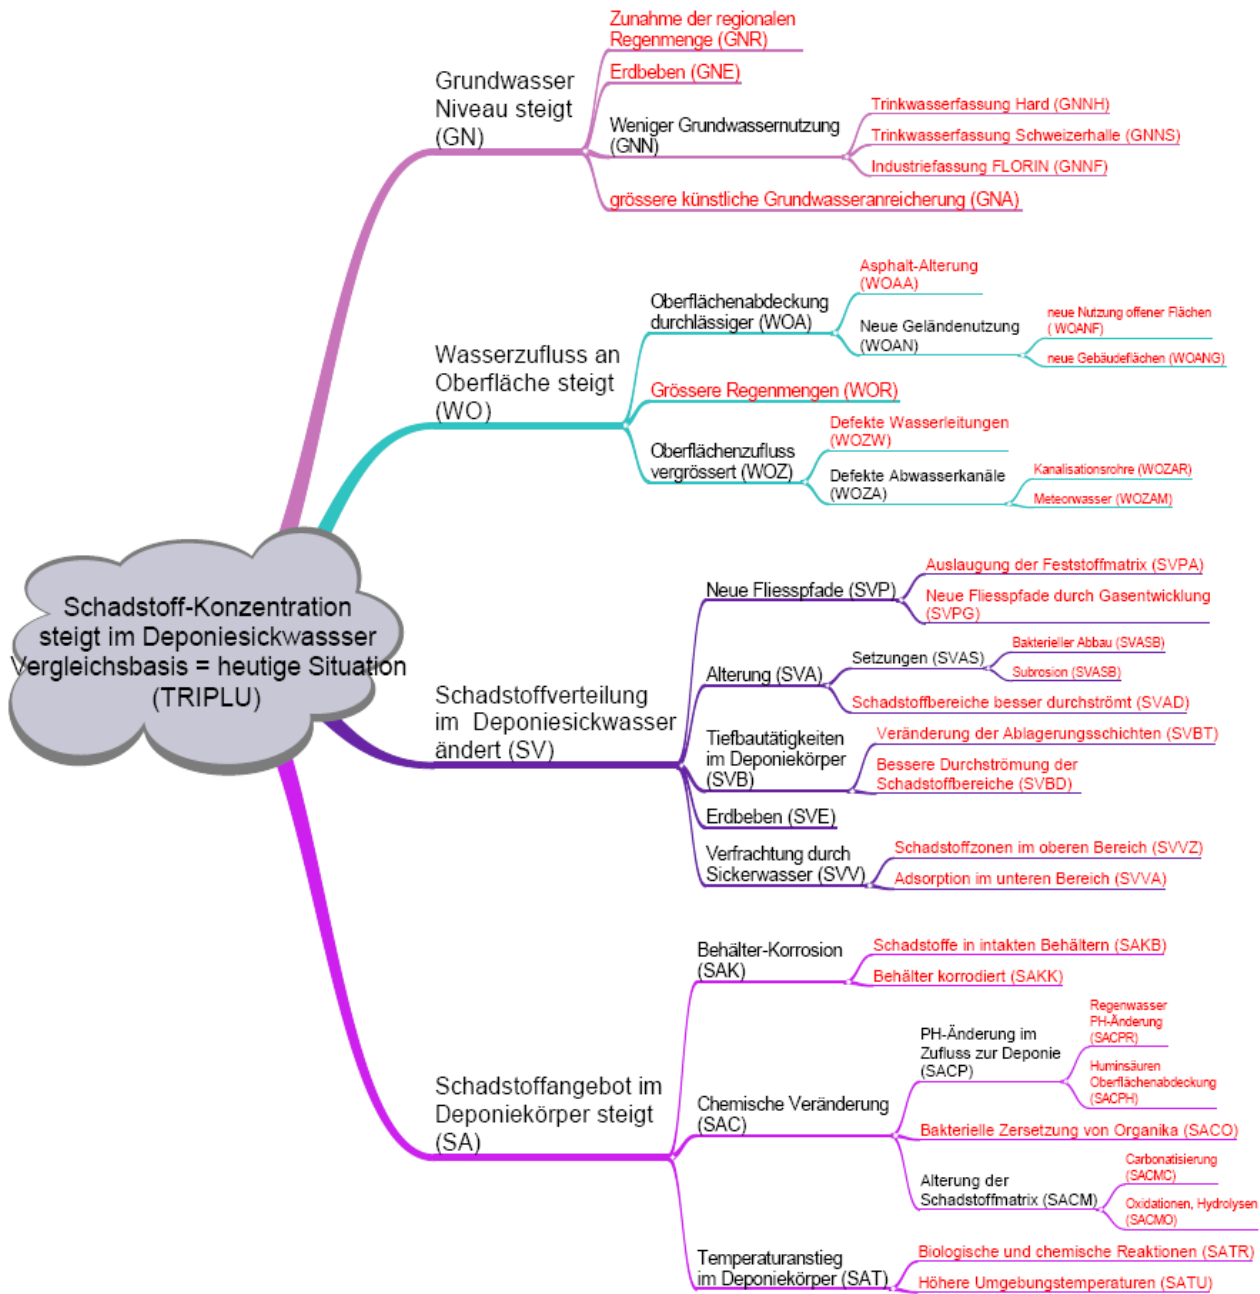 Schadstoff-Konzentration
steigt im Deponiesickwassser
Vergleichsbasis = heutige Situation
(TRIPLU)
Grundwasser
Niveau steigt
(GN)
Zunahme der regionalen
Regenmenge (GNR)
Erdbeben (GNE)
Weniger Grundwassernutzung
(GNN)
Trinkwasserfassung Hard (GNNH)
Trinkwasserfassung Schweizerhalle (GNNS)
Industriefassung FLORIN (GNNF)
grössere künstliche Grundwasseranreicherung (GNA)
Wasserzufluss an
Oberfläche steigt
(WO)
Oberflächenabdeckung
durchlässiger (WOA)
Asphalt-Alterung
(WOAA)
Neue Geländenutzung
(WOAN)
neue Nutzung offener Flächen
( WOANF)
neue Gebäudeflächen (WOANG)
Grössere Regenmengen (WOR)
Oberflächenzufluss
vergrössert (WOZ)
Defekte Wasserleitungen
(WOZW)
Defekte Abwasserkanäle
(WOZA)
Kanalisationsrohre (WOZAR)
Meteorwasser (WOZAM)
Schadstoffverteilung
im Deponiesickwasser
ändert (SV)
Neue Fliesspfade (SVP)
Auslaugung der Feststoffmatrix (SVPA)
Neue Fliesspfade durch Gasentwicklung
(SVPG)
Alterung (SVA)
Setzungen (SVAS)
Bakterieller Abbau (SVASB)
Subrosion (SVASB)
Schadstoffbereiche besser durchströmt (SVAD)
Tiefbautätigkeiten
im Deponiekörper
(SVB)
Veränderung der Ablagerungsschichten (SVBT)
Bessere Durchströmung der
Schadstoffbereiche (SVBD)
Erdbeben (SVE)
Verfrachtung durch
Sickerwasser (SVV)
Schadstoffzonen im oberen Bereich (SVVZ)
Adsorption im unteren Bereich (SVVA)
Schadstoffangebot im
Deponiekörper steigt
(SA)
Behälter-Korrosion
(SAK)
Schadstoffe in intakten Behältern (SAKB)
Behälter korrodiert (SAKK)
Chemische Veränderung
(SAC)
PH-Änderung im
Zufluss zur Deponie
(SACP)
Regenwasser
PH-Änderung
(SACPR)
Huminsäuren
Oberflächenabdeckung
(SACPH)
Bakterielle Zersetzung von Organika (SACO)
Alterung der
Schadstoffmatrix (SACM)
Carbonatisierung
(SACMC)
Oxidationen, Hydrolysen
(SACMO)
Temperaturanstieg
im Deponiekörper (SAT)
Biologische und chemische Reaktionen (SATR)
Höhere Umgebungstemperaturen (SATU)